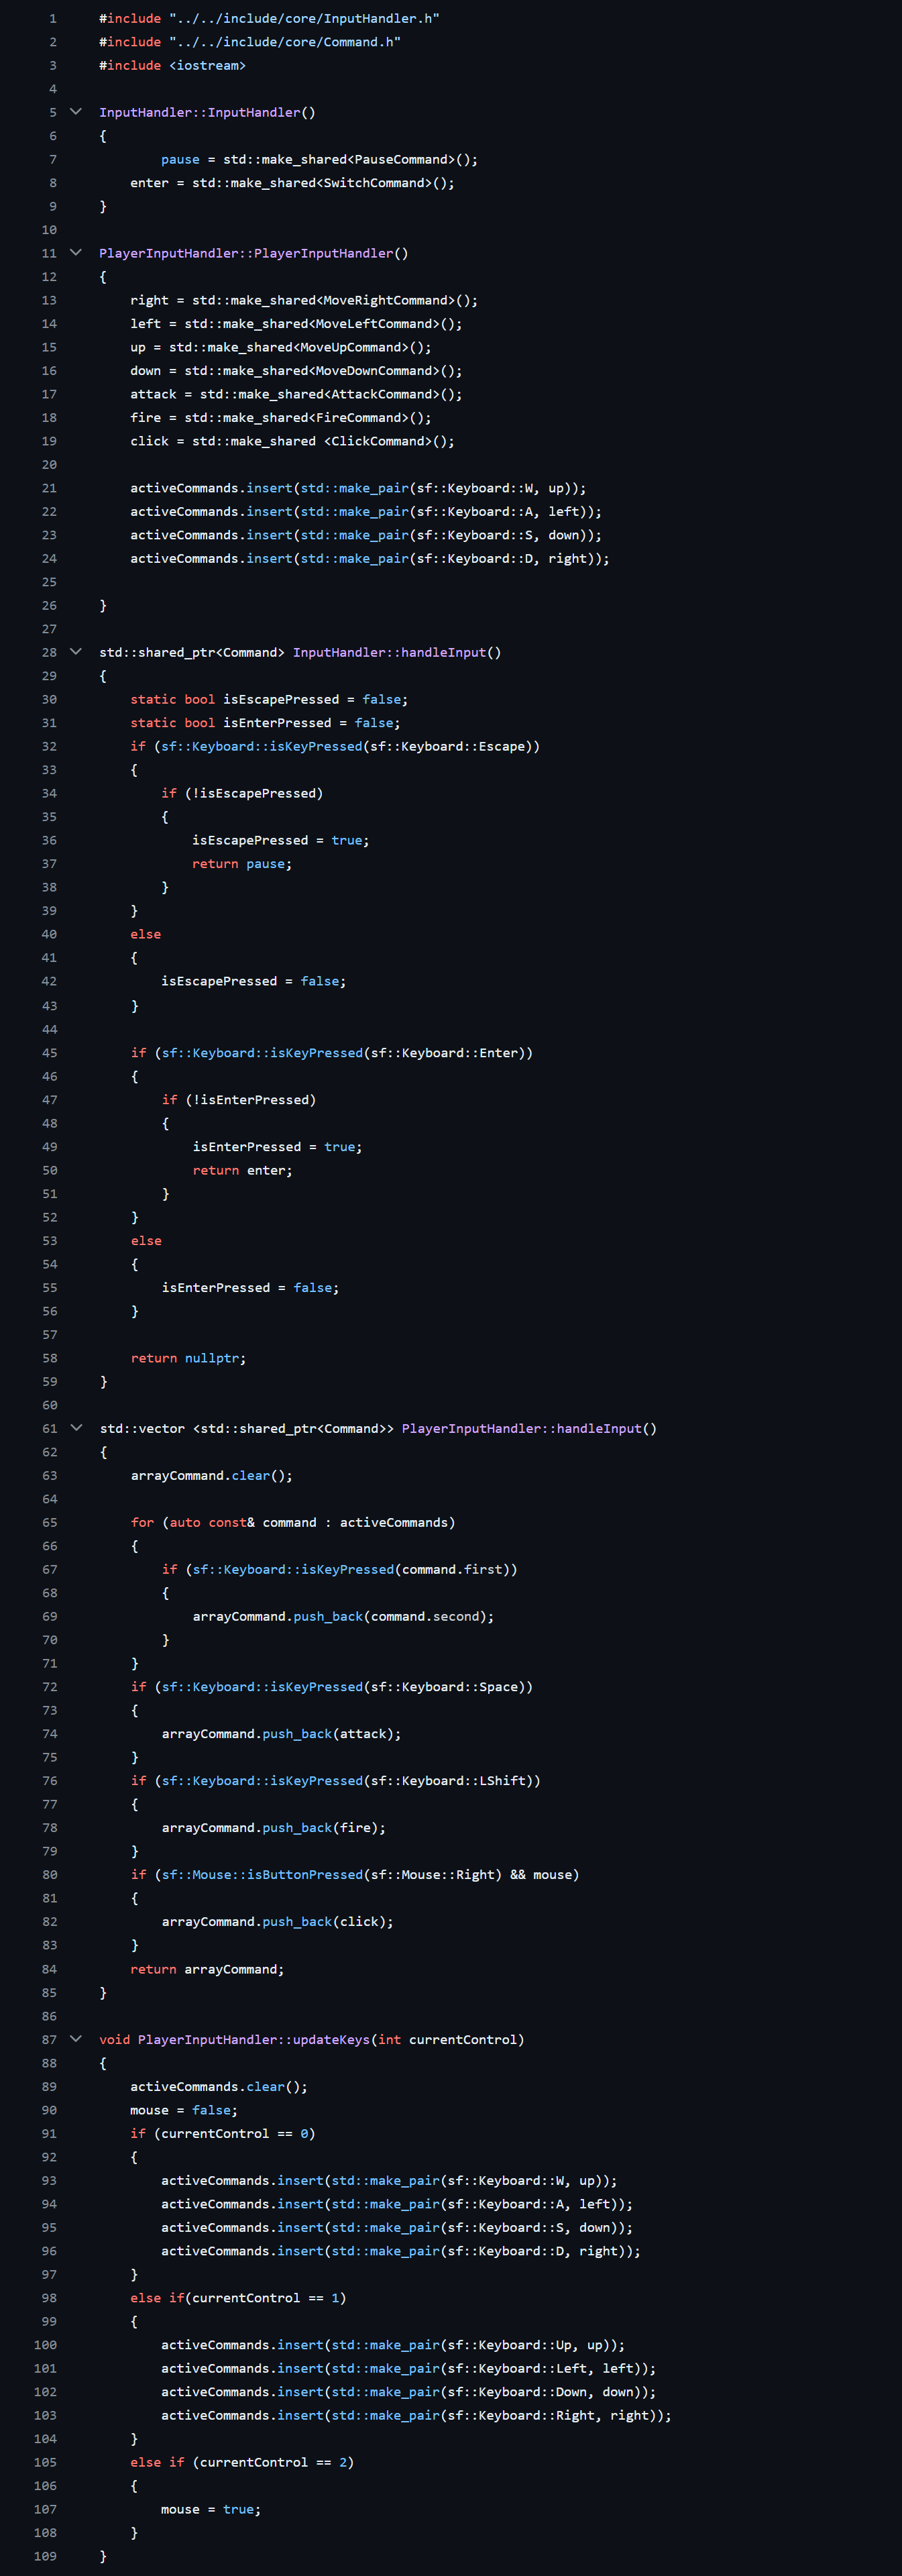 1 #include "../../include/core/InputHandler.h"
2 #include "../../include/core/Command.h"
3 #include <iostream>
4
5 InputHandler::InputHandler()
6 {
7         pause = std::make_shared<PauseCommand>();
8     enter = std::make_shared<SwitchCommand>();
9 }
10
11 PlayerInputHandler::PlayerInputHandler()
12 {
13     right = std::make_shared<MoveRightCommand>();
14     left = std::make_shared<MoveLeftCommand>();
15     up = std::make_shared<MoveUpCommand>();
16     down = std::make_shared<MoveDownCommand>();
17     attack = std::make_shared<AttackCommand>();
18     fire = std::make_shared<FireCommand>();
19     click = std::make_shared <ClickCommand>();
20
21     activeCommands.insert(std::make_pair(sf::Keyboard::W, up));
22     activeCommands.insert(std::make_pair(sf::Keyboard::A, left));
23     activeCommands.insert(std::make_pair(sf::Keyboard::S, down));
24     activeCommands.insert(std::make_pair(sf::Keyboard::D, right));
25
26 }
27
28 std::shared_ptr<Command> InputHandler::handleInput()
29 {
30     static bool isEscapePressed = false;
31     static bool isEnterPressed = false;
32     if (sf::Keyboard::isKeyPressed(sf::Keyboard::Escape))
33     {
34         if (!isEscapePressed)
35         {
36             isEscapePressed = true;
37             return pause;
38         }
39     }
40     else
41     {
42         isEscapePressed = false;
43     }
44
45     if (sf::Keyboard::isKeyPressed(sf::Keyboard::Enter))
46     {
47         if (!isEnterPressed)
48         {
49             isEnterPressed = true;
50             return enter;
51         }
52     }
53     else
54     {
55         isEnterPressed = false;
56     }
57
58     return nullptr;
59 }
60
61 std::vector <std::shared_ptr<Command>> PlayerInputHandler::handleInput()
62 {
63     arrayCommand.clear();
64
65     for (auto const& command : activeCommands)
66     {
67         if (sf::Keyboard::isKeyPressed(command.first))
68         {
69             arrayCommand.push_back(command.second);
70         }
71     }
72     if (sf::Keyboard::isKeyPressed(sf::Keyboard::Space))
73     {
74         arrayCommand.push_back(attack);
75     }
76     if (sf::Keyboard::isKeyPressed(sf::Keyboard::LShift))
77     {
78         arrayCommand.push_back(fire);
79     }
80     if (sf::Mouse::isButtonPressed(sf::Mouse::Right) && mouse)
81     {
82         arrayCommand.push_back(click);
83     }
84     return arrayCommand;
85 }
86
87 void PlayerInputHandler::updateKeys(int currentControl)
88 {
89     activeCommands.clear();
90     mouse = false;
91     if (currentControl == 0)
92     {
93         activeCommands.insert(std::make_pair(sf::Keyboard::W, up));
94         activeCommands.insert(std::make_pair(sf::Keyboard::A, left));
95         activeCommands.insert(std::make_pair(sf::Keyboard::S, down));
96         activeCommands.insert(std::make_pair(sf::Keyboard::D, right));
97     }
98     else if(currentControl == 1)
99     {
100         activeCommands.insert(std::make_pair(sf::Keyboard::Up, up));
101         activeCommands.insert(std::make_pair(sf::Keyboard::Left, left));
102         activeCommands.insert(std::make_pair(sf::Keyboard::Down, down));
103         activeCommands.insert(std::make_pair(sf::Keyboard::Right, right));
104     }
105     else if (currentControl == 2)
106     {
107         mouse = true;
108     }
109 }